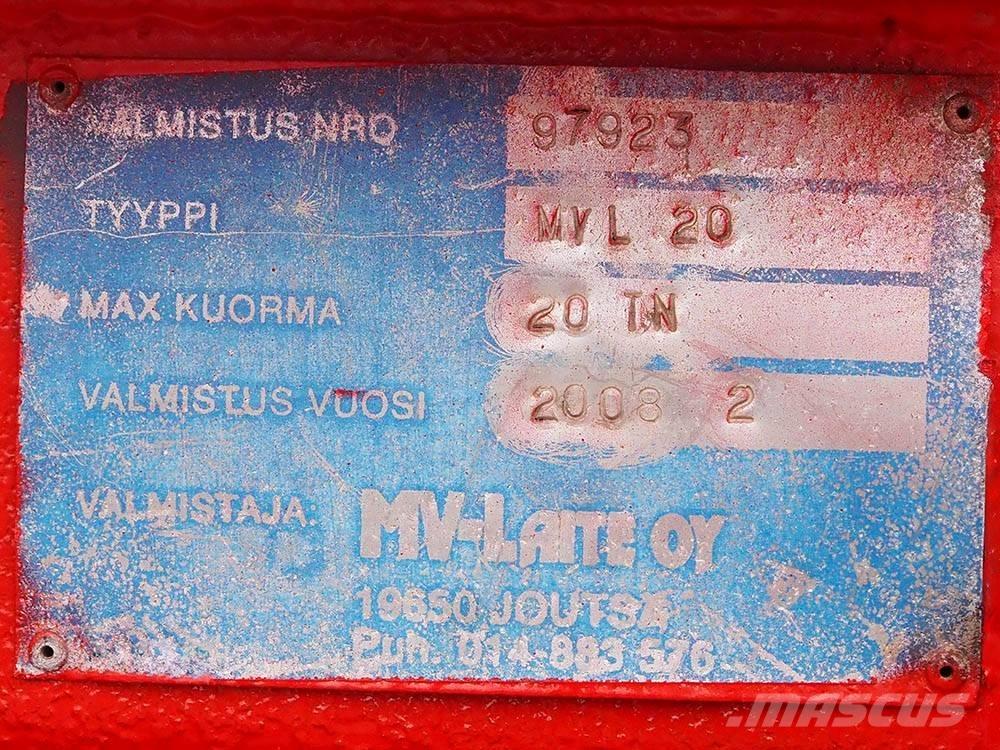 VALMISTUS NRO 97923
TYYPPI MVL 20
MAX KUORMA 20 TN
VALMISTUS VUOSI 2008 2
VALMISTAJA: MV-LAITE OY
19650 JOUTSA
Puh. 014-883 576
.MASCUS